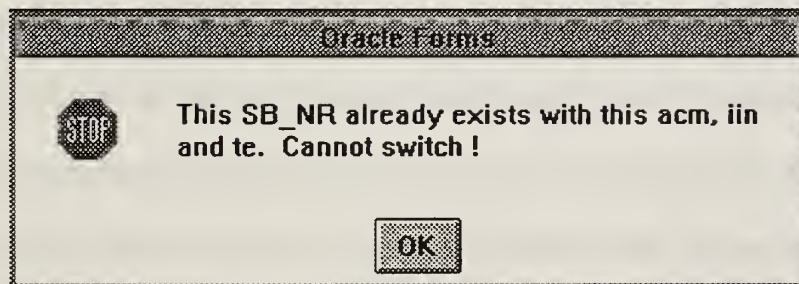 Oracle Forms
STOP
This SB_NR already exists with this acm, iin
and te.  Cannot switch !
OK